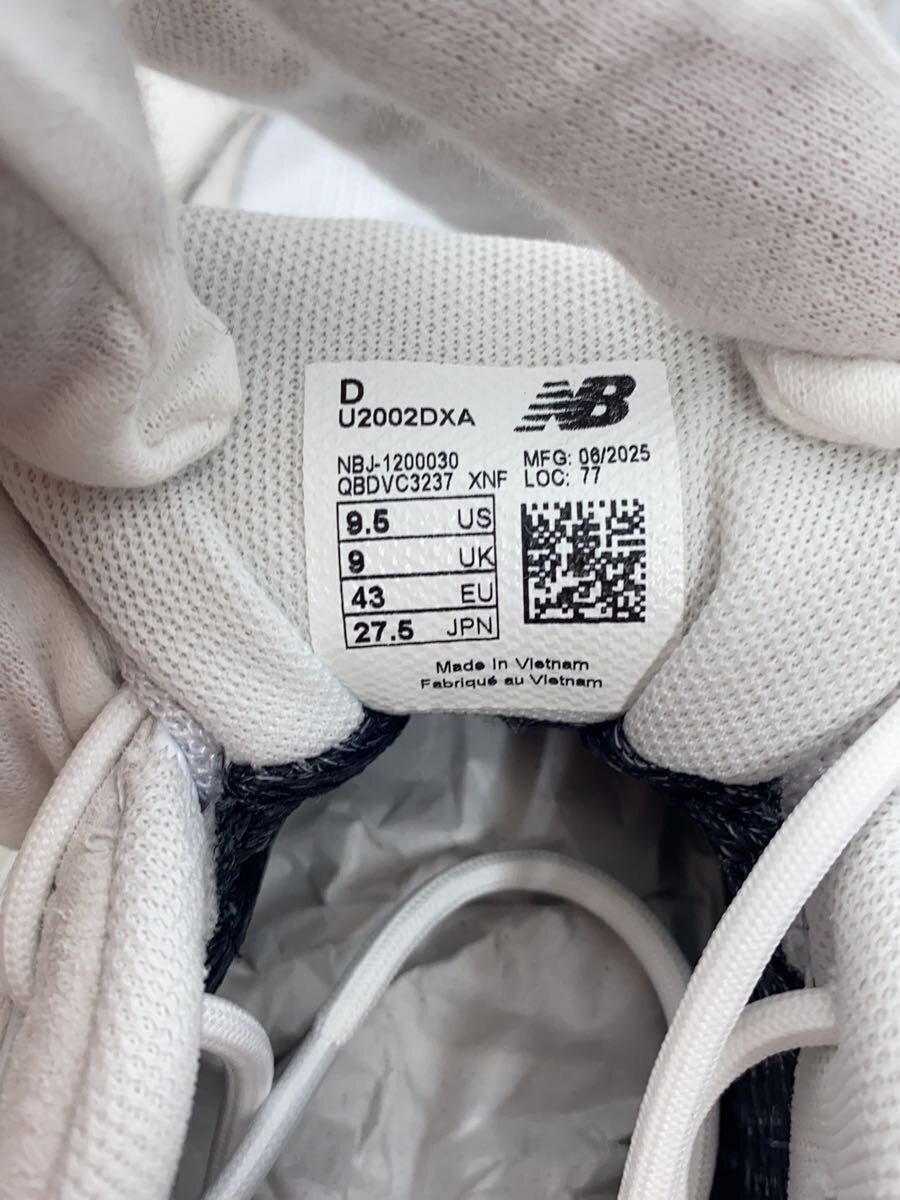 D
U2002DXA
NB
NBJ-1200030
QBDVC3237 XNF
MFG: 06/2025
LOC: 77
9.5 US
9 UK
43 EU
27.5 JPN
Made In Vietnam
Fabriqué au Vietnam